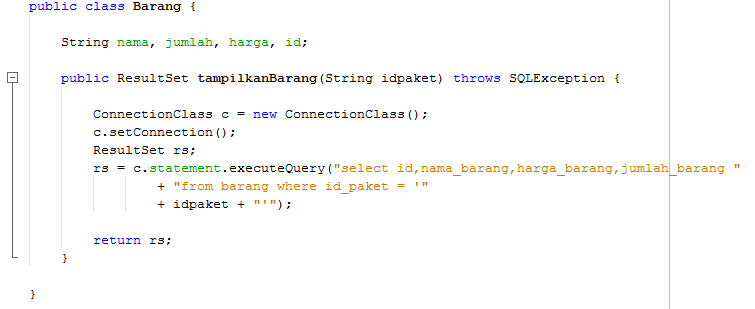 public class Barang {
String nama, jumlah, harga, id;
public ResultSet tampilkanBarang(String idpaket) throws SQLException {
ConnectionClass c = new ConnectionClass();
c.setConnection();
ResultSet rs;
rs = c.statement.executeQuery("select id,nama_barang,harga_barang,jumlah_barang "
+ "from barang where id_paket = '"
+ idpaket + "'");
return rs;
}
}